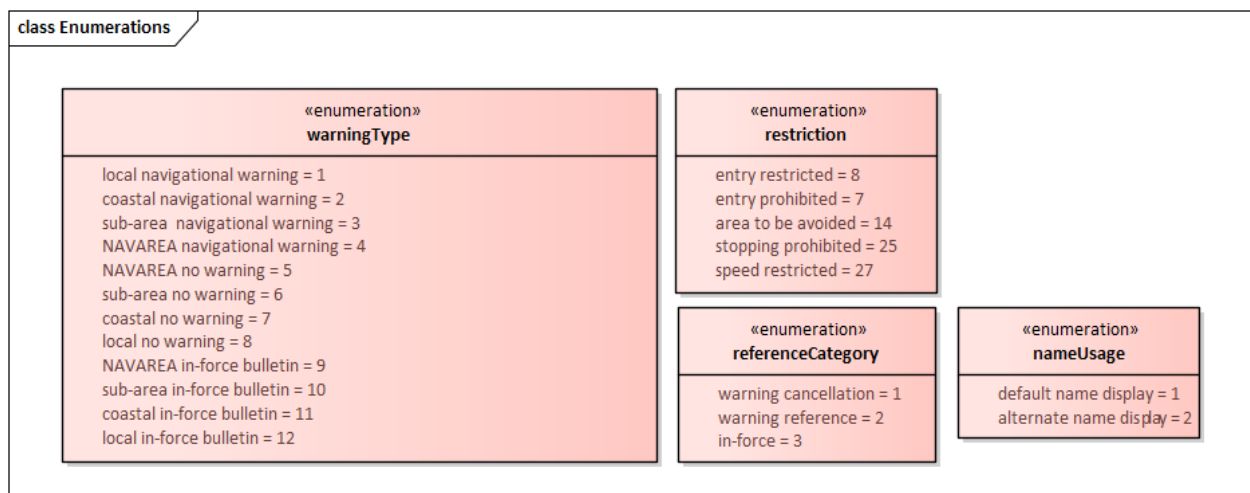 class Enumerations
«enumeration»
warningType
local navigational warning = 1
coastal navigational warning = 2
sub-area  navigational warning = 3
NAVAREA navigational warning = 4
NAVAREA no warning = 5
sub-area no warning = 6
coastal no warning = 7
local no warning = 8
NAVAREA in-force bulletin = 9
sub-area in-force bulletin = 10
coastal in-force bulletin = 11
local in-force bulletin = 12
«enumeration»
restriction
entry restricted = 8
entry prohibited = 7
area to be avoided = 14
stopping prohibited = 25
speed restricted = 27
«enumeration»
referenceCategory
warning cancellation = 1
warning reference = 2
in-force = 3
«enumeration»
nameUsage
default name display = 1
alternate name display = 2